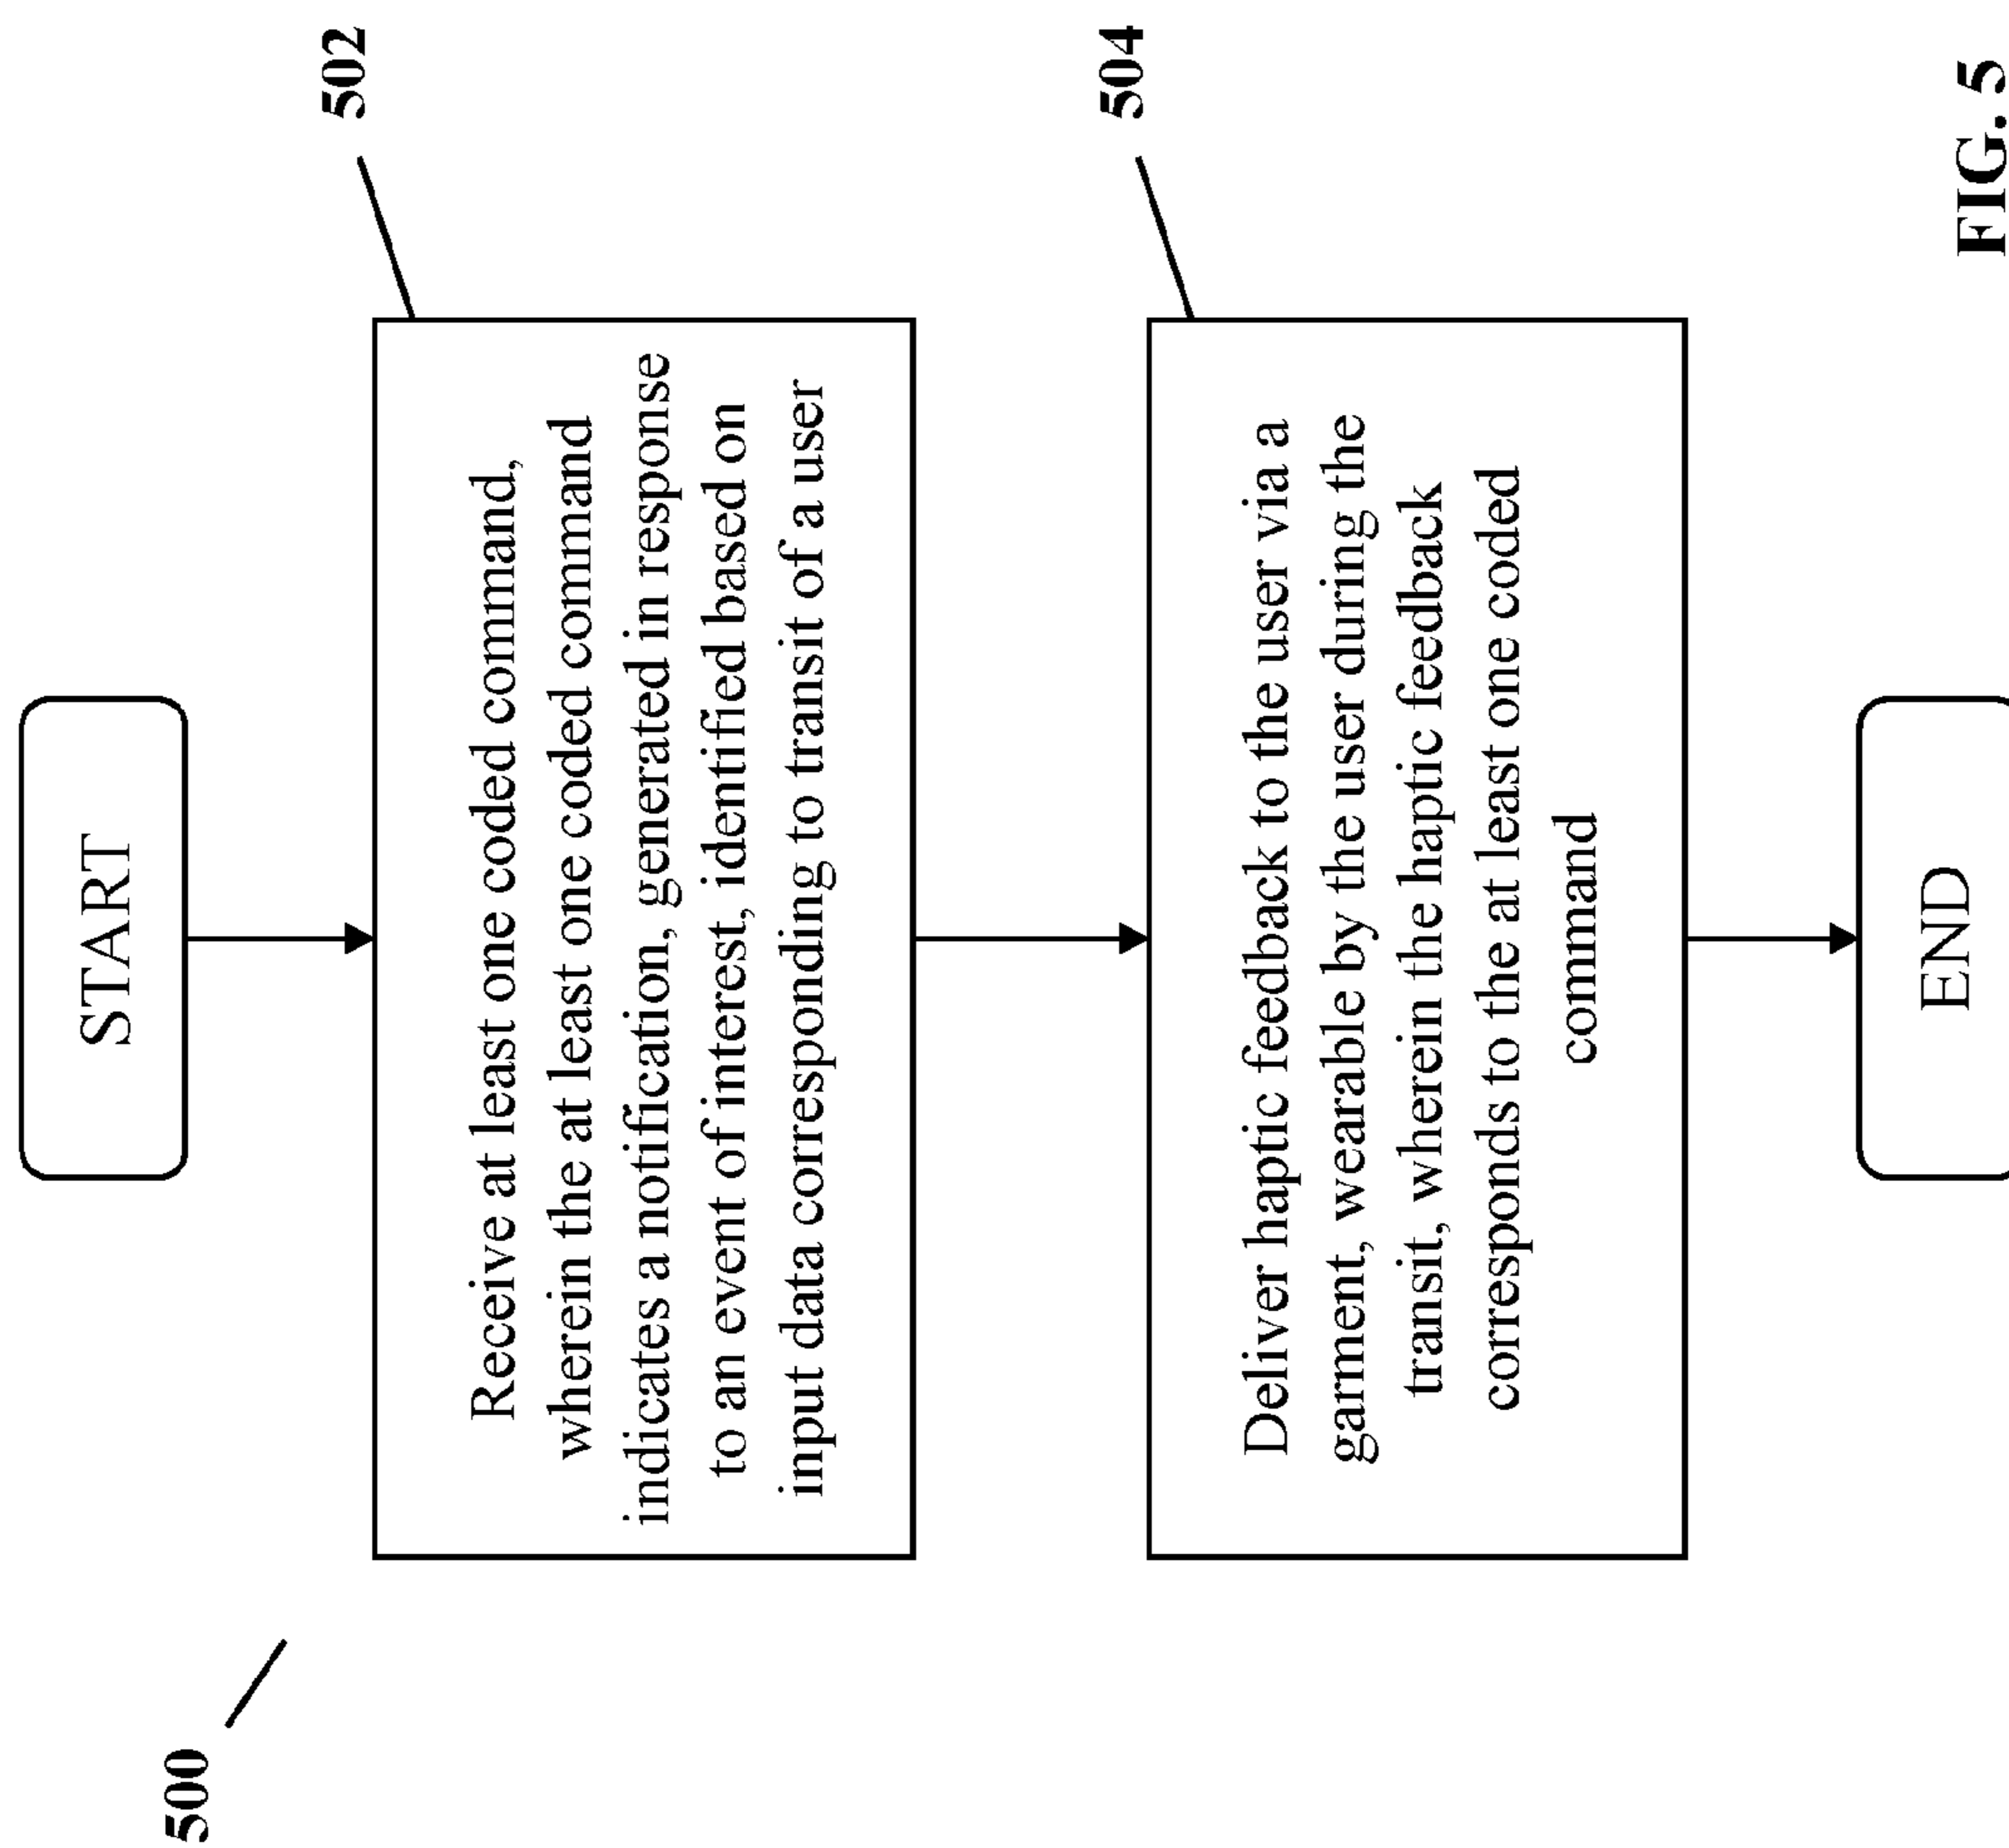 500
START
502
Receive at least one coded command,
wherein the at least one coded command
indicates a notification, generated in response
to an event of interest, identified based on
input data corresponding to transit of a user
504
Deliver haptic feedback to the user via a
garment, wearable by the user during the
transit, wherein the haptic feedback
corresponds to the at least one coded
command
END
FIG. 5